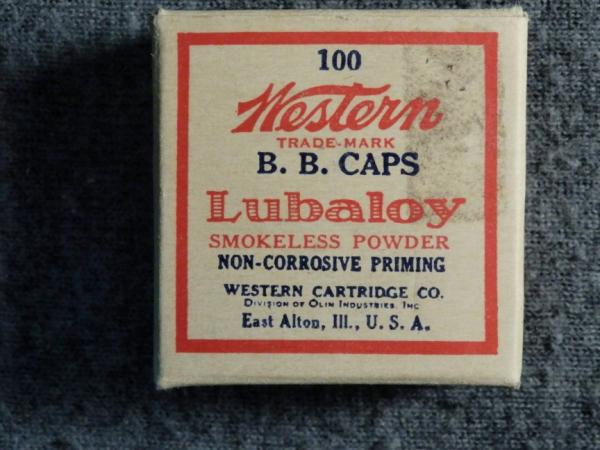 100
Western
TRADE-MARK
B. B. CAPS
Lubaloy
SMOKELESS POWDER
NON-CORROSIVE PRIMING
WESTERN CARTRIDGE CO.
DIVISION OF OLIN INDUSTRIES, INC
East Alton, Ill., U. S. A.